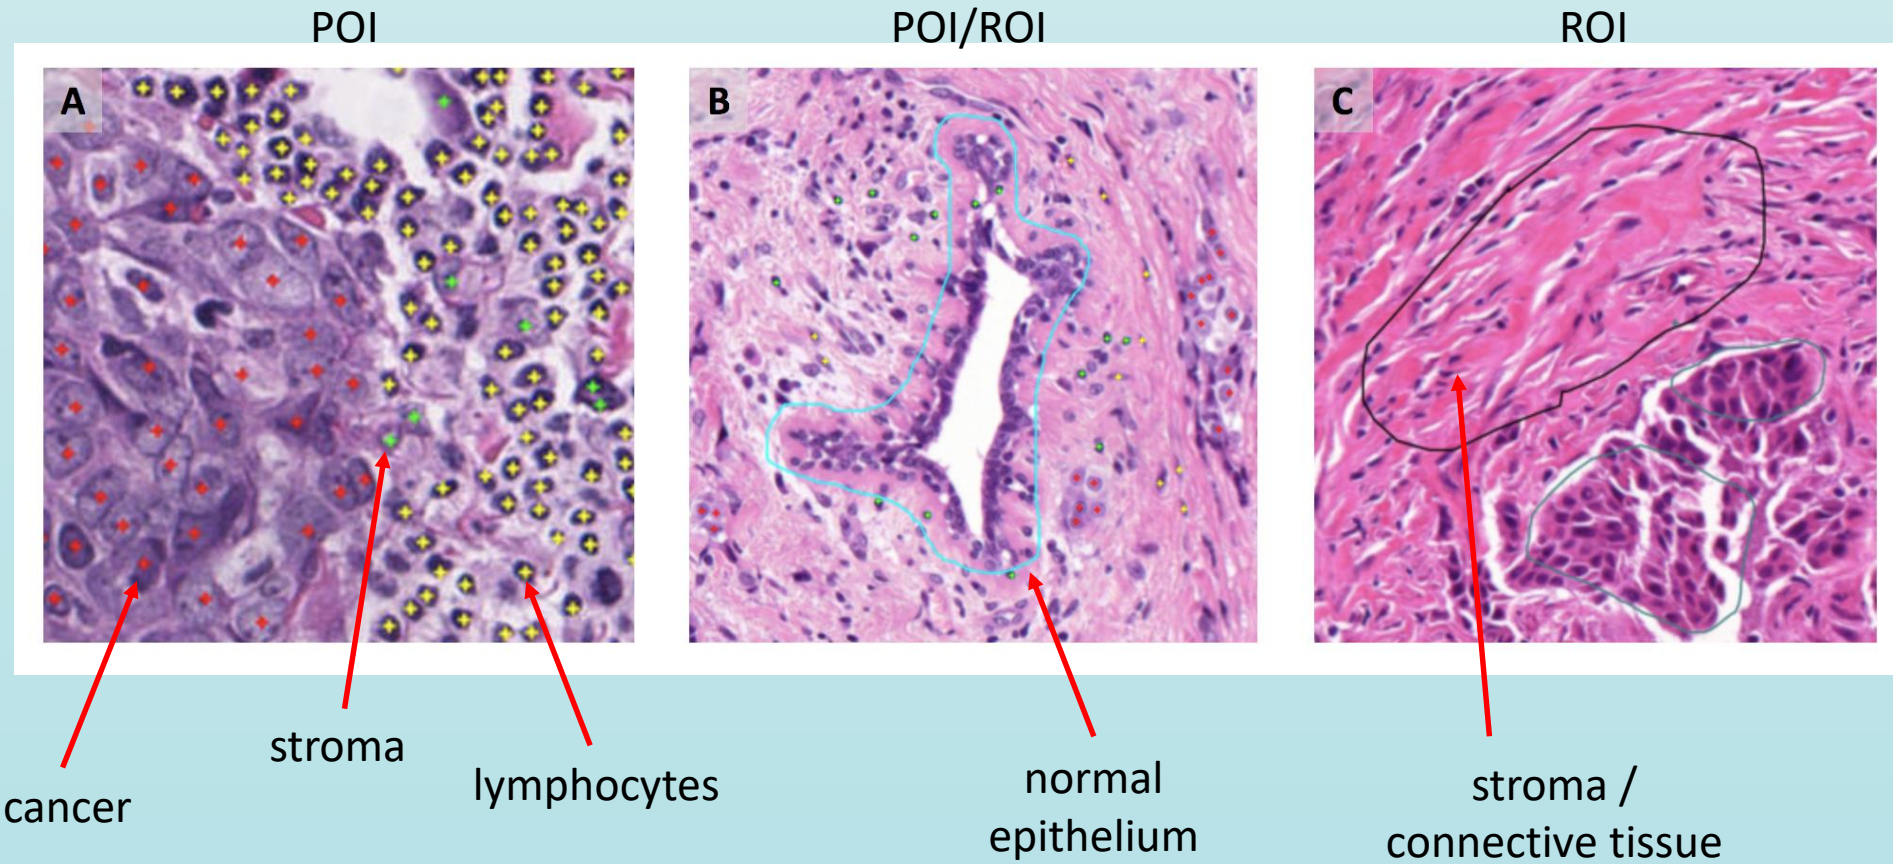 POI
POI/ROI
ROI
A
B
C
cancer
stroma
lymphocytes
normal
epithelium
stroma /
connective tissue